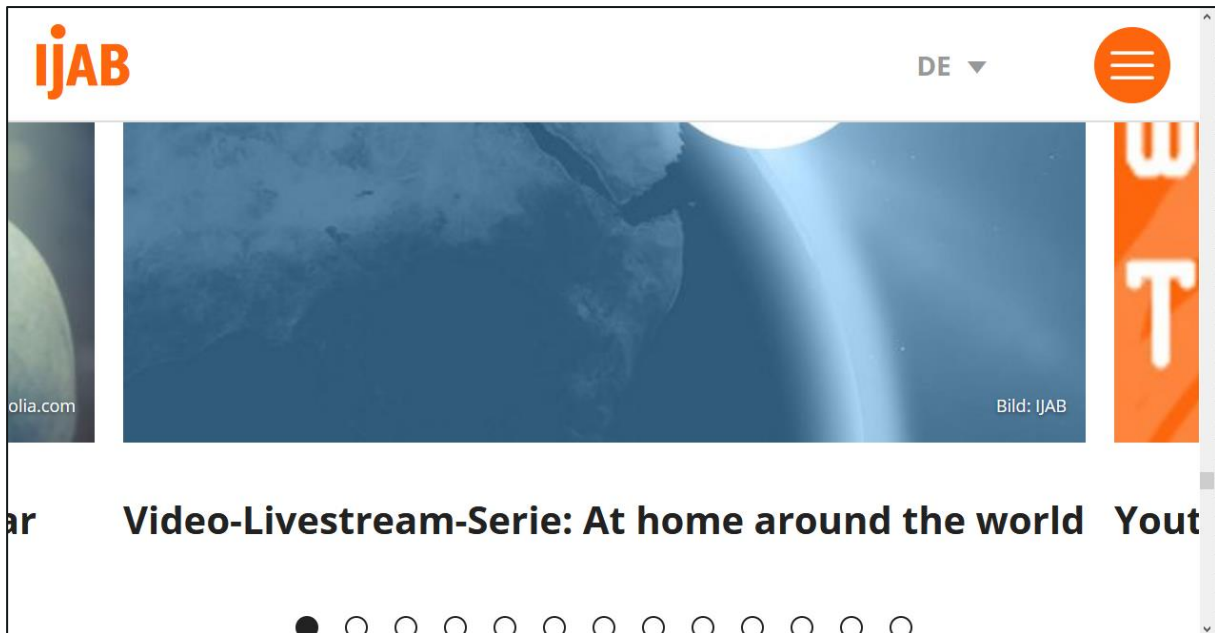 IJAB
DE
W
T
olia.com
Bild: IJAB
ar
Video-Livestream-Serie: At home around the world
Yout